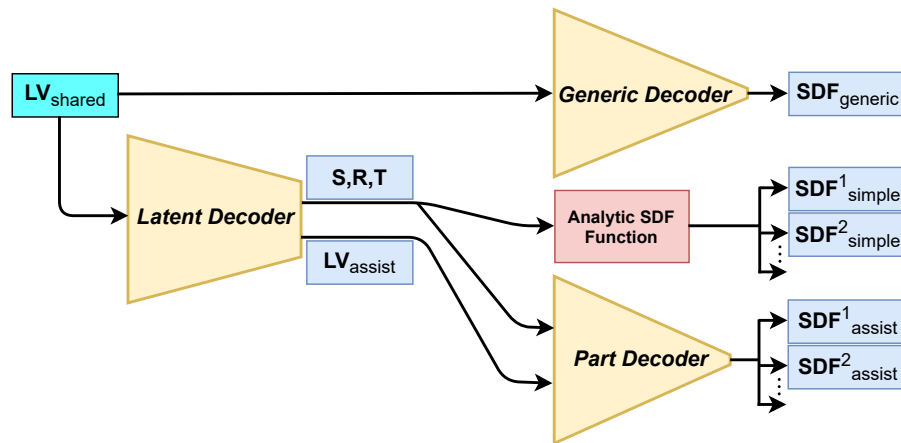 LVshared
Generic Decoder
SDFgeneric
Latent Decoder
S,R,T
LVassist
Analytic SDF
Function
SDF1simple
SDF2simple
Part Decoder
SDF1assist
SDF2assist